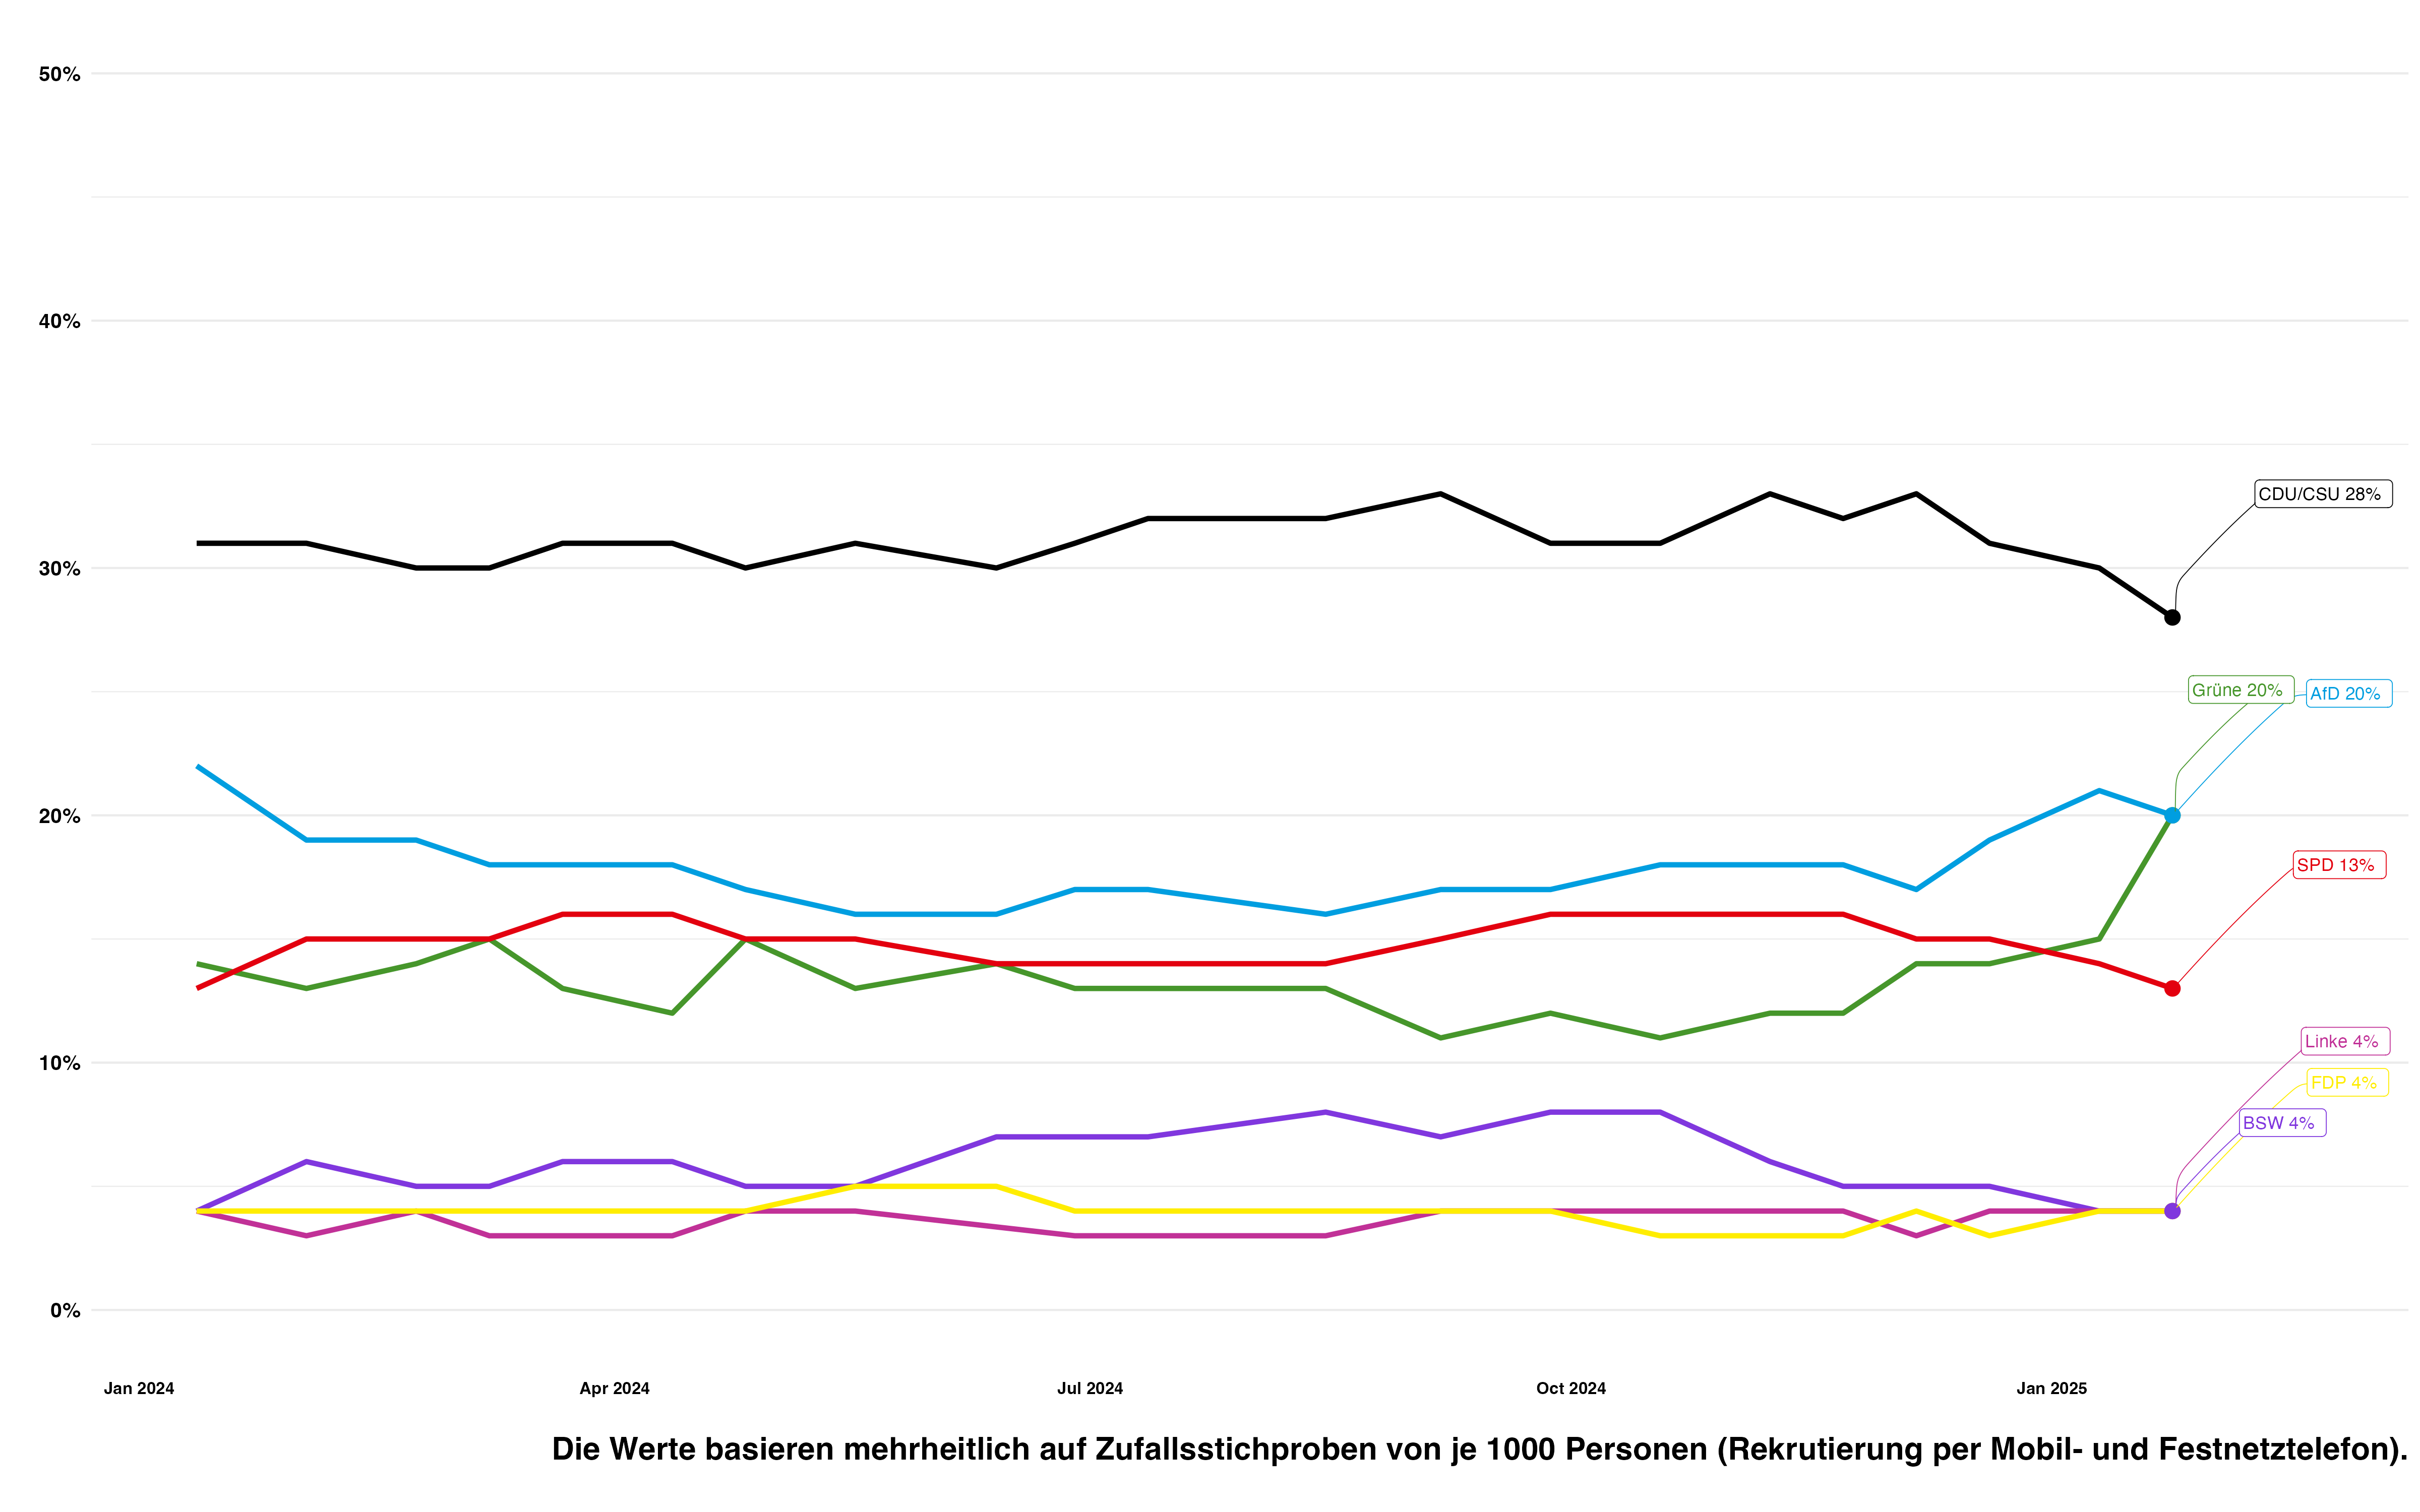 50%
40%
30%
20%
10%
0%
CDU/CSU 28%
Grüne 20%
AfD 20%
SPD 13%
Linke 4%
FDP 4%
BSW 4%
Jan 2024
Apr 2024
Jul 2024
Oct 2024
Jan 2025
Die Werte basieren mehrheitlich auf Zufallsstichproben von je 1000 Personen (Rekrutierung per Mobil- und Festnetztelefon).